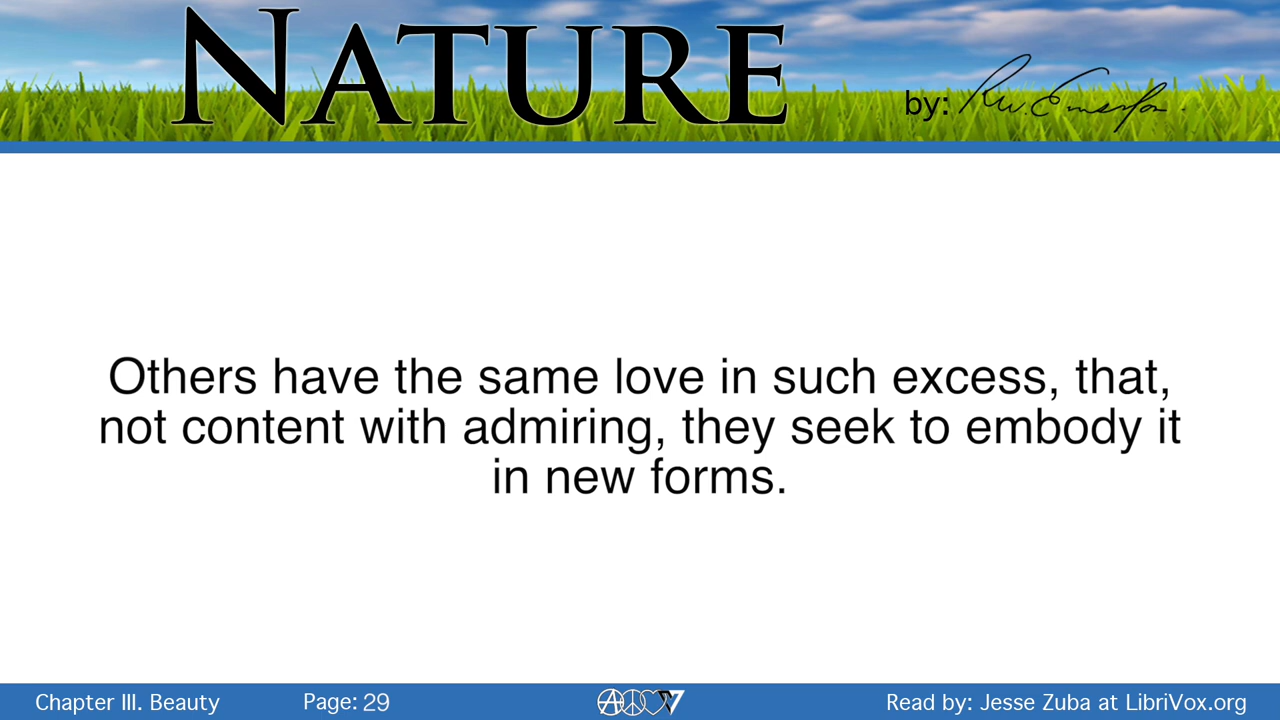 NATURE
by: R.W. Emerson.
Others have the same love in such excess, that,
not content with admiring, they seek to embody it
in new forms.
Chapter III. Beauty Page: 29 Read by: Jesse Zuba at LibriVox.org